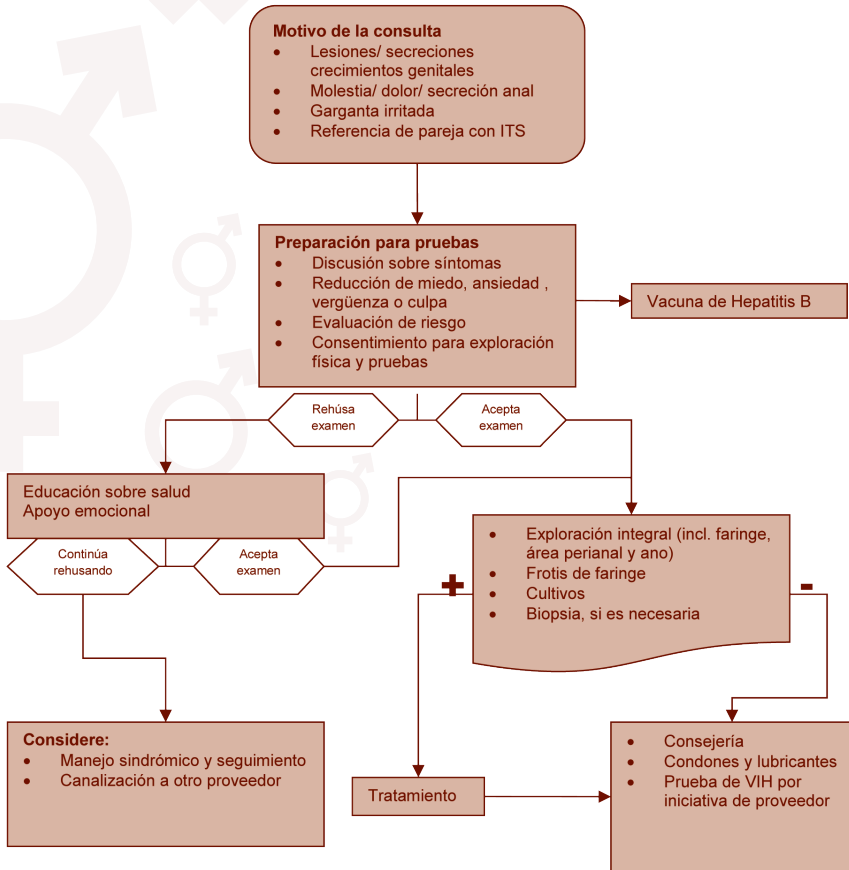 Motivo de la consulta
• Lesiones/ secreciones
crecimientos genitales
• Molestia/ dolor/ secreción anal
• Garganta irritada
• Referencia de pareja con ITS
Preparación para pruebas
• Discusión sobre síntomas
• Reducción de miedo, ansiedad ,
vergüenza o culpa
• Evaluación de riesgo
• Consentimiento para exploración
física y pruebas
Vacuna de Hepatitis B
Rehúsa
examen
Acepta
examen
Educación sobre salud
Apoyo emocional
Continúa
rehusando
Acepta
examen
• Exploración integral (incl. faringe,
área perianal y ano)
• Frotis de faringe
• Cultivos
• Biopsia, si es necesaria
+
-
Considere:
• Manejo sindrómico y seguimiento
• Canalización a otro proveedor
Tratamiento
• Consejería
• Condones y lubricantes
• Prueba de VIH por
iniciativa de proveedor